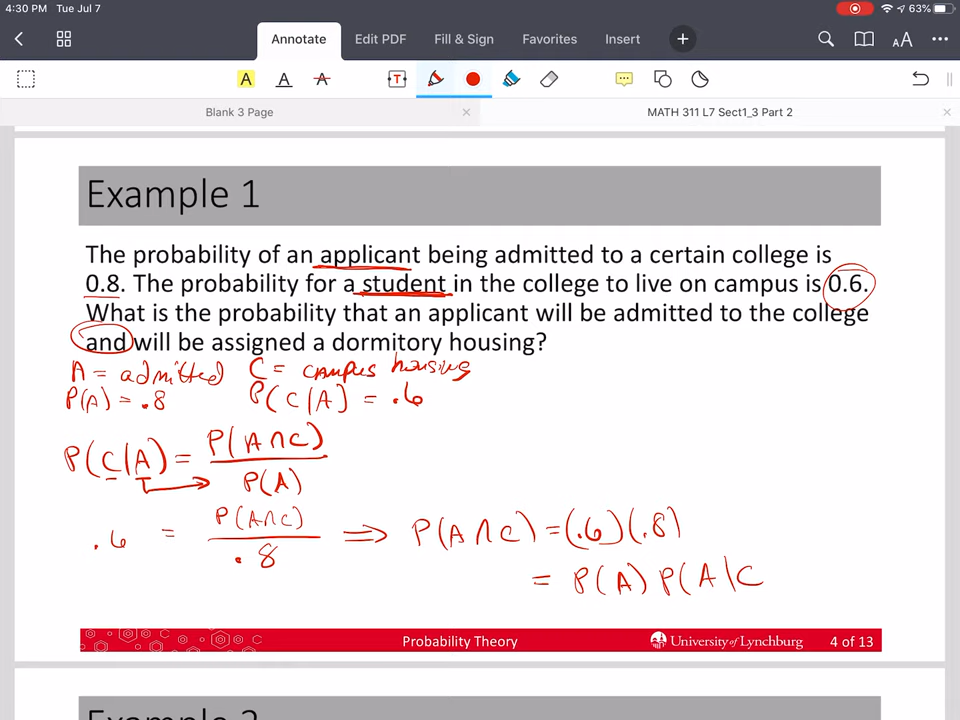 4:30 PM Tue Jul 7 63%
Annotate Edit PDF Fill & Sign Favorites Insert
A A A T AA
Blank 3 Page MATH 311 L7 Sect1_3 Part 2
Example 1
The probability of an applicant being admitted to a certain college is
0.8. The probability for a student in the college to live on campus is 0.6.
What is the probability that an applicant will be admitted to the college
and will be assigned a dormitory housing?
A = admitted C = campus housing
P(A) = .8 P(C|A) = .6
P(C|A) = P(A∩C) / P(A)
.6 = P(A∩C) / .8 ⟹ P(A∩C) = (.6)(.8)
= P(A) P(A|C
Probability Theory University of Lynchburg 4 of 13